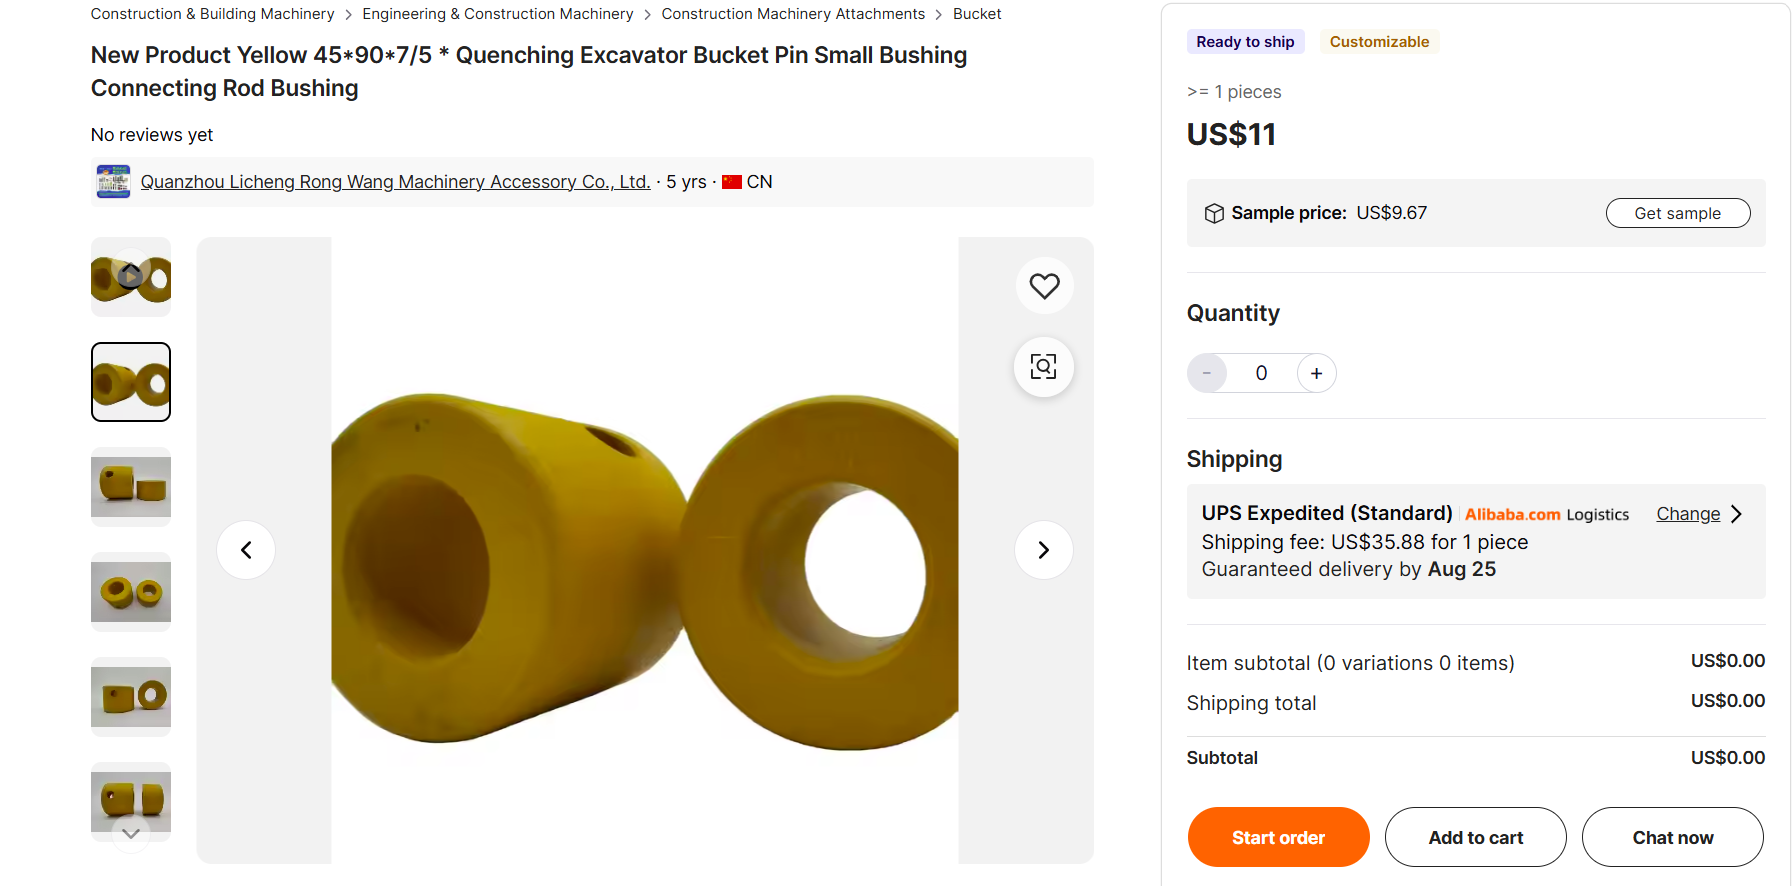 Construction & Building Machinery > Engineering & Construction Machinery > Construction Machinery Attachments > Bucket
New Product Yellow 45*90*7/5 * Quenching Excavator Bucket Pin Small Bushing
Connecting Rod Bushing
No reviews yet
Quanzhou Licheng Rong Wang Machinery Accessory Co., Ltd. · 5 yrs · CN
Ready to ship
Customizable
>= 1 pieces
US$11
Sample price: US$9.67
Get sample
Quantity
- 0 +
Shipping
UPS Expedited (Standard) Alibaba.com Logistics Change >
Shipping fee: US$35.88 for 1 piece
Guaranteed delivery by Aug 25
Item subtotal (0 variations 0 items) US$0.00
Shipping total US$0.00
Subtotal US$0.00
Start order
Add to cart
Chat now